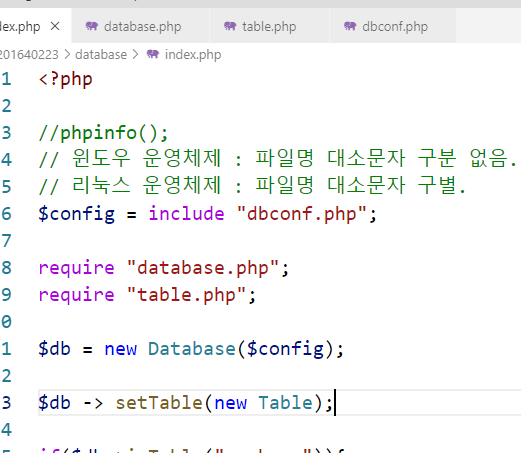 dex.php × database.php table.php dbconf.php
201640223 > database > index.php
1 <?php
2
3 //phpinfo();
4 // 윈도우 운영체제 : 파일명 대소문자 구분 없음.
5 // 리눅스 운영체제 : 파일명 대소문자 구별.
6 $config = include "dbconf.php";
7
8 require "database.php";
9 require "table.php";
0
1 $db = new Database($config);
2
3 $db -> setTable(new Table);
4